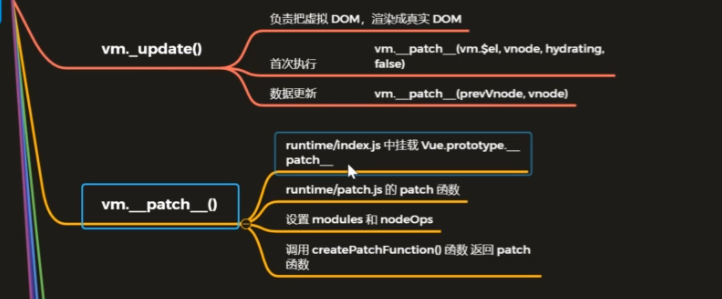 负责把虚拟 DOM，渲染成真实 DOM
vm._update()
首次执行 vm.__patch__(vm.$el, vnode, hydrating,
false)
数据更新 vm.__patch__(prevVnode, vnode)
runtime/index.js 中挂载 Vue.prototype.__
patch__
runtime/patch.js 的 patch 函数
vm.__patch__()
设置 modules 和 nodeOps
调用 createPatchFunction() 函数 返回 patch
函数